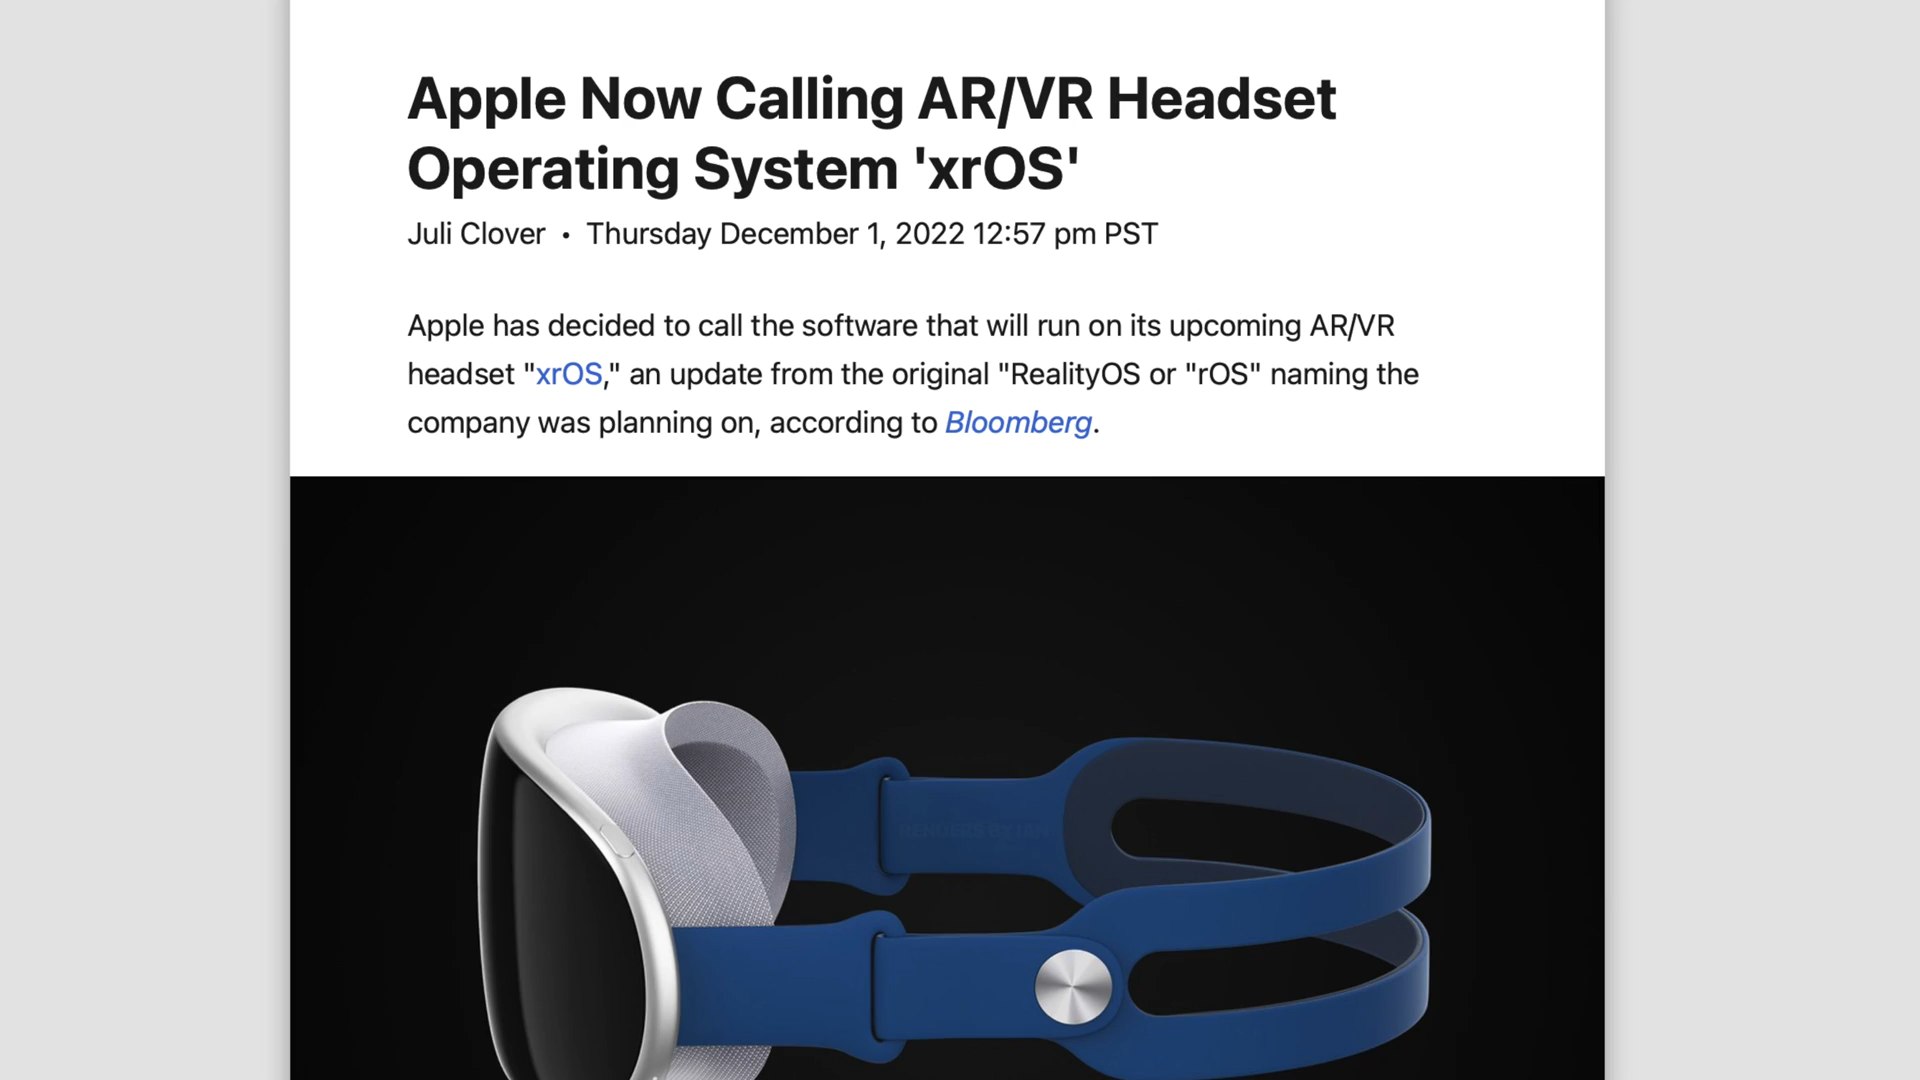 Apple Now Calling AR/VR Headset
Operating System 'xrOS'
Juli Clover • Thursday December 1, 2022 12:57 pm PST
Apple has decided to call the software that will run on its upcoming AR/VR
headset "xrOS," an update from the original "RealityOS or "rOS" naming the
company was planning on, according to Bloomberg.